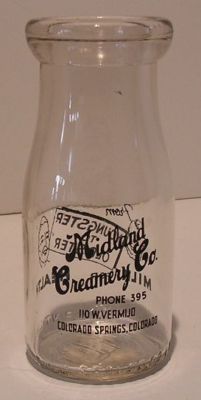 Midland
Creamery Co.
PHONE 395
110 W. VERMIJO
COLORADO SPRINGS, COLORADO